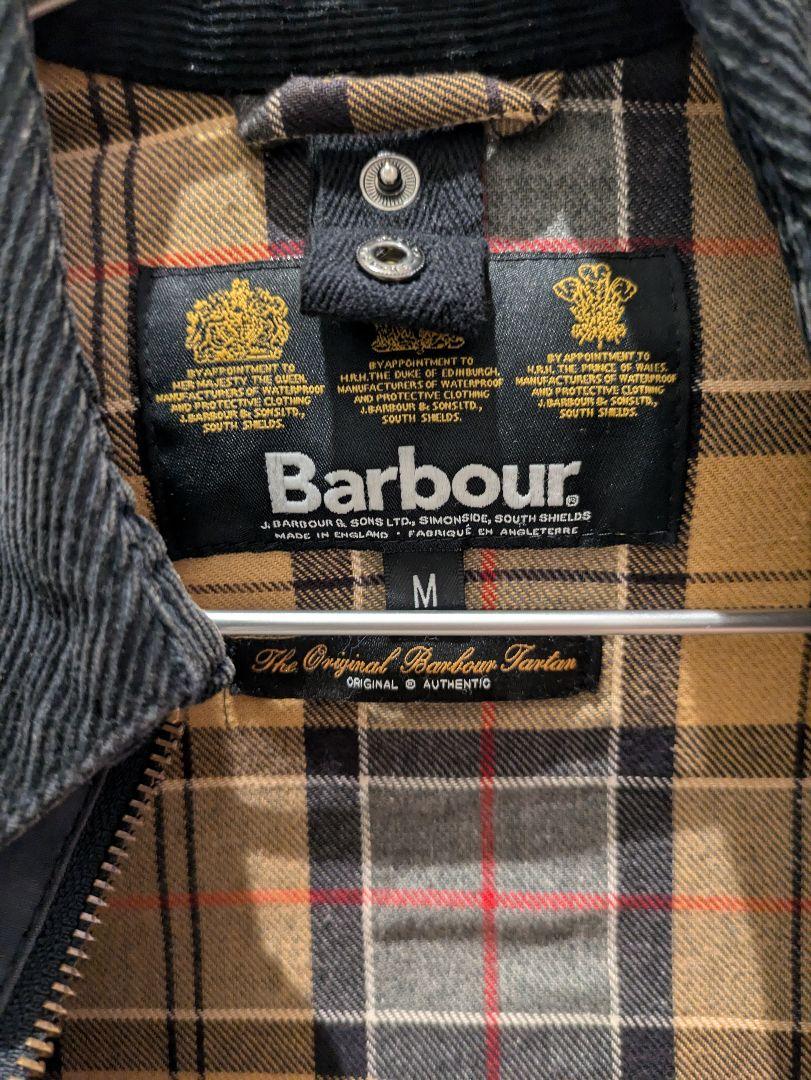 BY APPOINTMENT TO
HER MAJESTY THE QUEEN
MANUFACTURERS OF WATERPROOF
AND PROTECTIVE CLOTHING
J. BARBOUR & SONS LTD.,
SOUTH SHIELDS.
BY APPOINTMENT TO
H.R.H. THE DUKE OF EDINBURGH,
MANUFACTURERS OF WATERPROOF
AND PROTECTIVE CLOTHING
J. BARBOUR & SONS LTD.,
SOUTH SHIELDS.
BY APPOINTMENT TO
H.R.H. THE PRINCE OF WALES.
MANUFACTURERS OF WATERPROOF
AND PROTECTIVE CLOTHING
J. BARBOUR & SONS LTD.,
SOUTH SHIELDS.
Barbour®
J. BARBOUR & SONS LTD., SIMONSIDE, SOUTH SHIELDS
MADE IN ENGLAND · FABRIQUÉ EN ANGLETERRE
M
The Original Barbour Tartan
ORIGINAL & AUTHENTIC